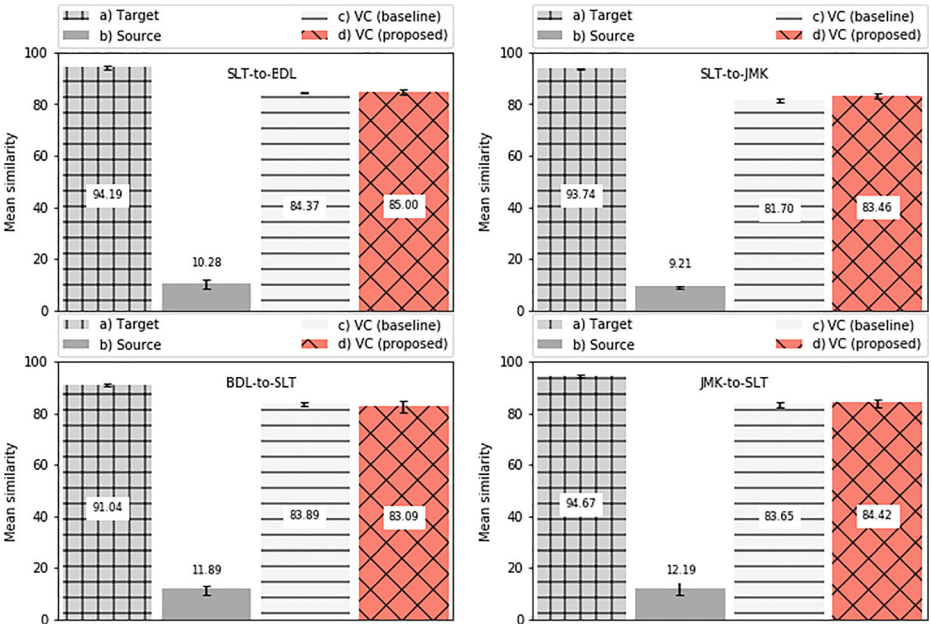 a) Target c) VC (baseline)
b) Source d) VC (proposed)
SLT-to-EDL
Mean similarity
100
80
60
40
20
0
94.19
10.28
84.37
85.00
a) Target c) VC (baseline)
b) Source d) VC (proposed)
SLT-to-JMK
Mean similarity
100
80
60
40
20
0
93.74
9.21
81.70
83.46
a) Target c) VC (baseline)
b) Source d) VC (proposed)
BDL-to-SLT
Mean similarity
100
80
60
40
20
0
91.04
11.89
83.89
83.09
a) Target c) VC (baseline)
b) Source d) VC (proposed)
JMK-to-SLT
Mean similarity
100
80
60
40
20
0
94.67
12.19
83.65
84.42